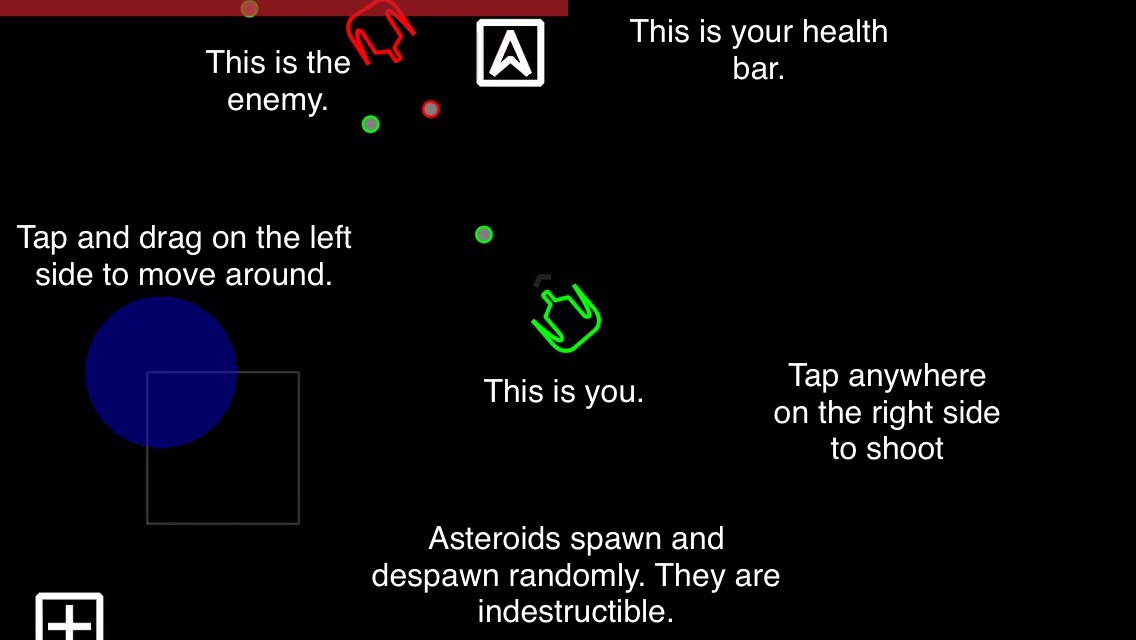 This is your health
bar.
This is the
enemy.
Tap and drag on the left
side to move around.
This is you.
Tap anywhere
on the right side
to shoot
Asteroids spawn and
despawn randomly. They are
indestructible.